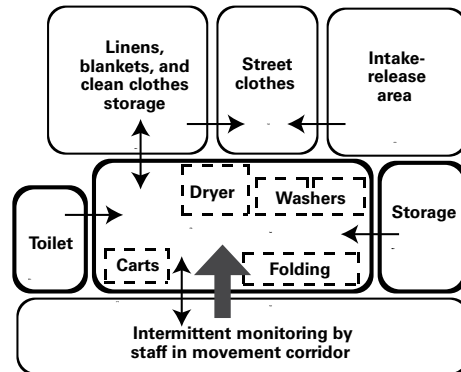 Linens,
blankets, and
clean clothes
storage
Street
clothes
Intake-
release
area
Dryer
Washers
Storage
Toilet
Carts
Folding
Intermittent monitoring by
staff in movement corridor